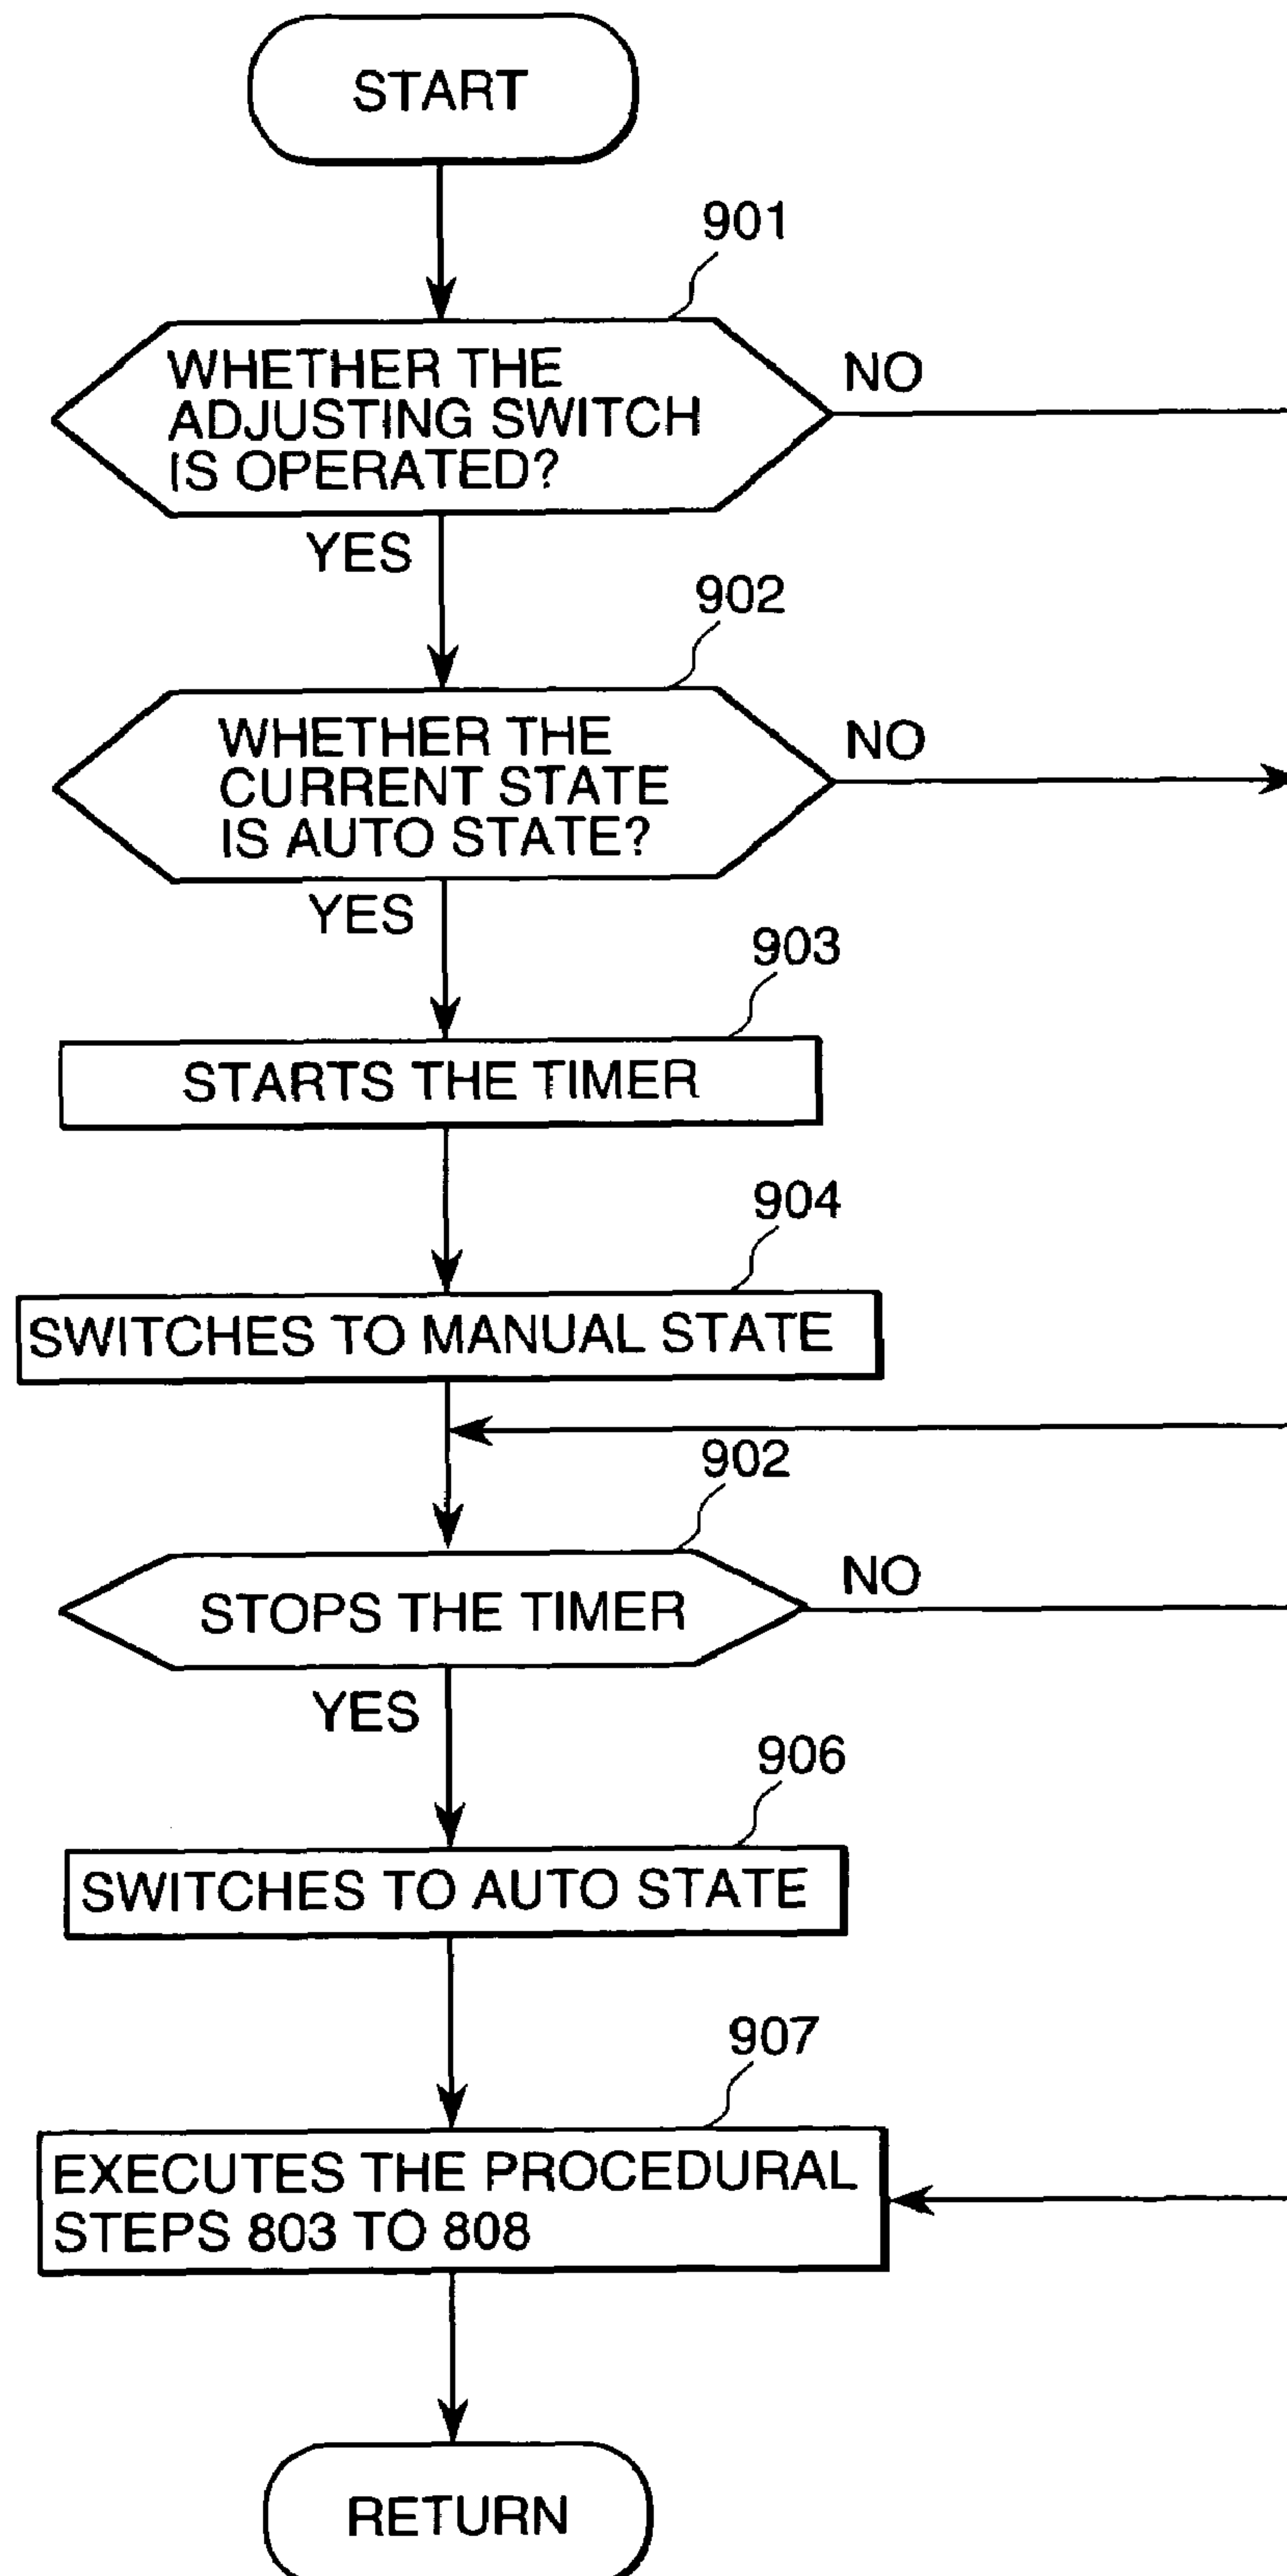 START
901
WHETHER THE
ADJUSTING SWITCH
IS OPERATED?
NO
YES
902
WHETHER THE
CURRENT STATE
IS AUTO STATE?
NO
YES
903
STARTS THE TIMER
904
SWITCHES TO MANUAL STATE
902
STOPS THE TIMER
NO
YES
906
SWITCHES TO AUTO STATE
907
EXECUTES THE PROCEDURAL
STEPS 803 TO 808
RETURN